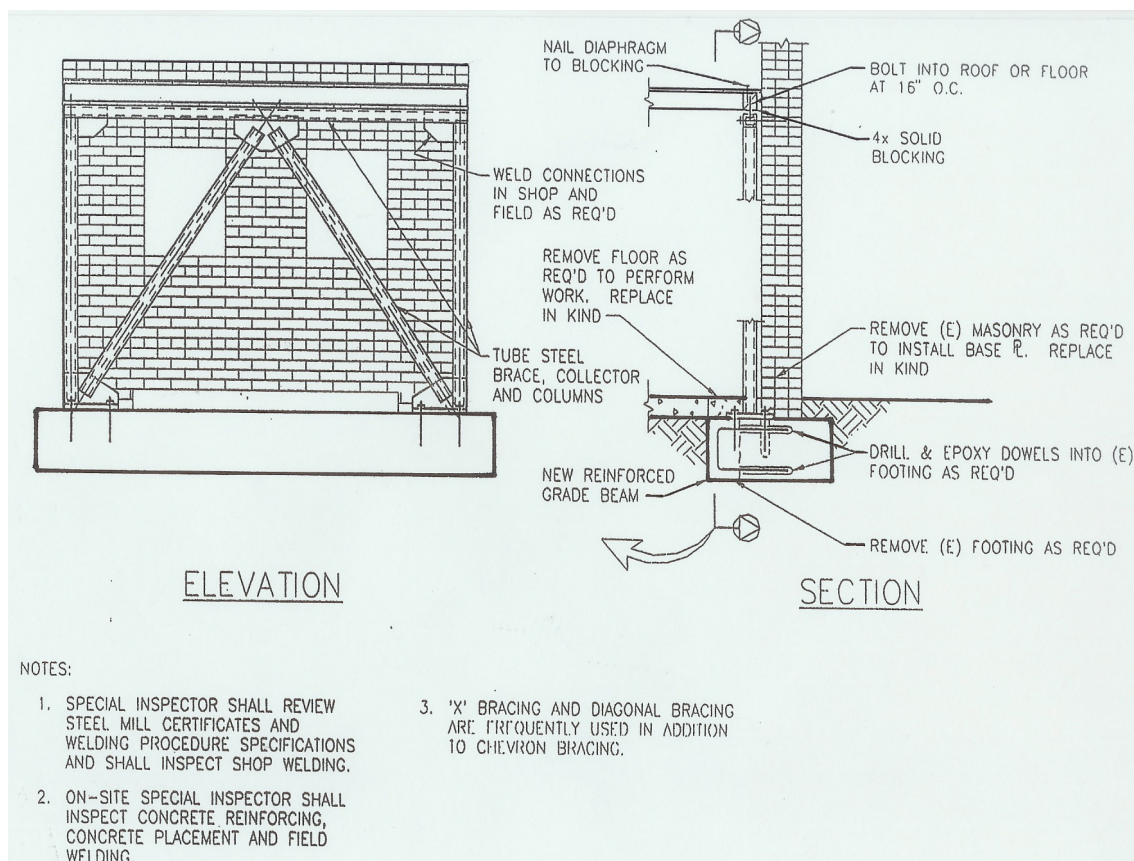 NAIL DIAPHRAGM
TO BLOCKING
BOLT INTO ROOF OR FLOOR
AT 16" O.C.
4x SOLID
BLOCKING
WELD CONNECTIONS
IN SHOP AND
FIELD AS REQ'D
REMOVE FLOOR AS
REQ'D TO PERFORM
WORK. REPLACE
IN KIND
TUBE STEEL
BRACE, COLLECTOR
AND COLUMNS
REMOVE (E) MASONRY AS REQ'D
TO INSTALL BASE ℄. REPLACE
IN KIND
DRILL & EPOXY DOWELS INTO (E)
FOOTING AS REQ'D
NEW REINFORCED
GRADE BEAM
REMOVE (E) FOOTING AS REQ'D
ELEVATION
SECTION
NOTES:
1. SPECIAL INSPECTOR SHALL REVIEW
STEEL MILL CERTIFICATES AND
WELDING PROCEDURE SPECIFICATIONS
AND SHALL INSPECT SHOP WELDING.
2. ON-SITE SPECIAL INSPECTOR SHALL
INSPECT CONCRETE REINFORCING,
CONCRETE PLACEMENT AND FIELD
WELDING
3. 'X' BRACING AND DIAGONAL BRACING
ARE FREQUENTLY USED IN ADDITION
TO CHEVRON BRACING.